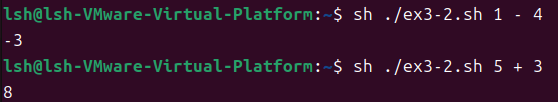 lsh@lsh-VMware-Virtual-Platform:~$ sh ./ex3-2.sh 1 - 4
-3
lsh@lsh-VMware-Virtual-Platform:~$ sh ./ex3-2.sh 5 + 3
8